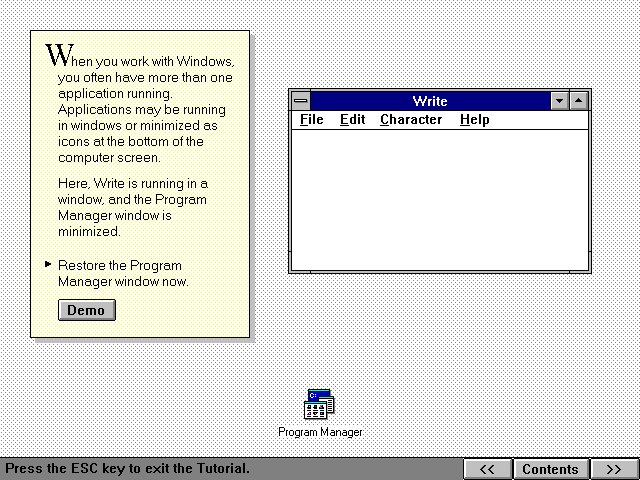 When you work with Windows,
you often have more than one
application running.
Applications may be running
in windows or minimized as
icons at the bottom of the
computer screen.
Here, Write is running in a
window, and the Program
Manager window is
minimized.
Restore the Program
Manager window now.
Demo
Write
File Edit Character Help
Program Manager
Press the ESC key to exit the Tutorial.
<< Contents >>